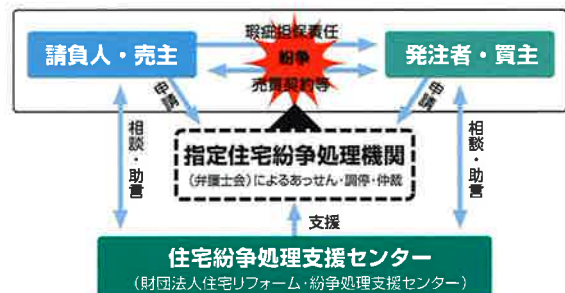 瑕疵担保責任
請負人・売主
紛争
発注者・買主
売買契約等
申請
申請
指定住宅紛争処理機関
(弁護士会)によるあっせん・調停・仲裁
相談・助言
相談・助言
支援
住宅紛争処理支援センター
(財団法人住宅リフォーム・紛争処理支援センター)